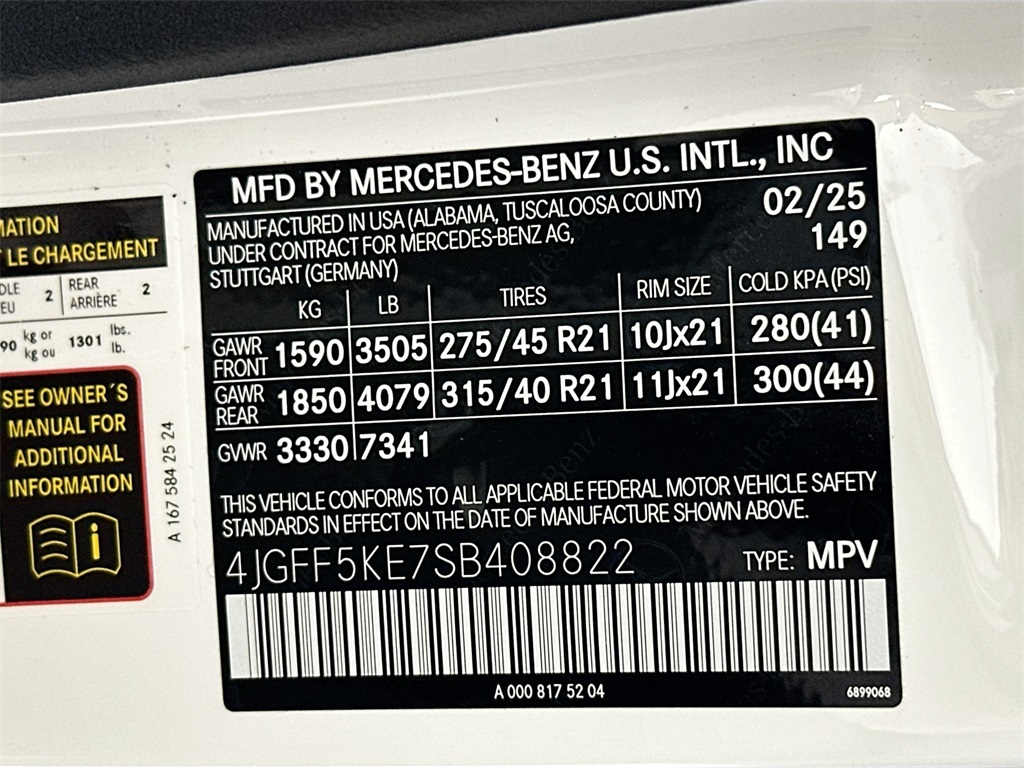 MATION
T LE CHARGEMENT
DLE
EU 2
REAR
ARRIÈRE 2
90 kg or
kg ou 1301 lbs.
lb.
SEE OWNER´S
MANUAL FOR
ADDITIONAL
INFORMATION
A 167 584 25 24
MFD BY MERCEDES-BENZ U.S. INTL., INC
MANUFACTURED IN USA (ALABAMA, TUSCALOOSA COUNTY) 02/25
UNDER CONTRACT FOR MERCEDES-BENZ AG, 149
STUTTGART (GERMANY)
KG LB TIRES RIM SIZE COLD KPA (PSI)
GAWR
FRONT 1590 3505 275/45 R21 10Jx21 280(41)
GAWR
REAR 1850 4079 315/40 R21 11Jx21 300(44)
GVWR 3330 7341
THIS VEHICLE CONFORMS TO ALL APPLICABLE FEDERAL MOTOR VEHICLE SAFETY
STANDARDS IN EFFECT ON THE DATE OF MANUFACTURE SHOWN ABOVE.
4JGFF5KE7SB408822 TYPE: MPV
A 000 817 52 04 6899068